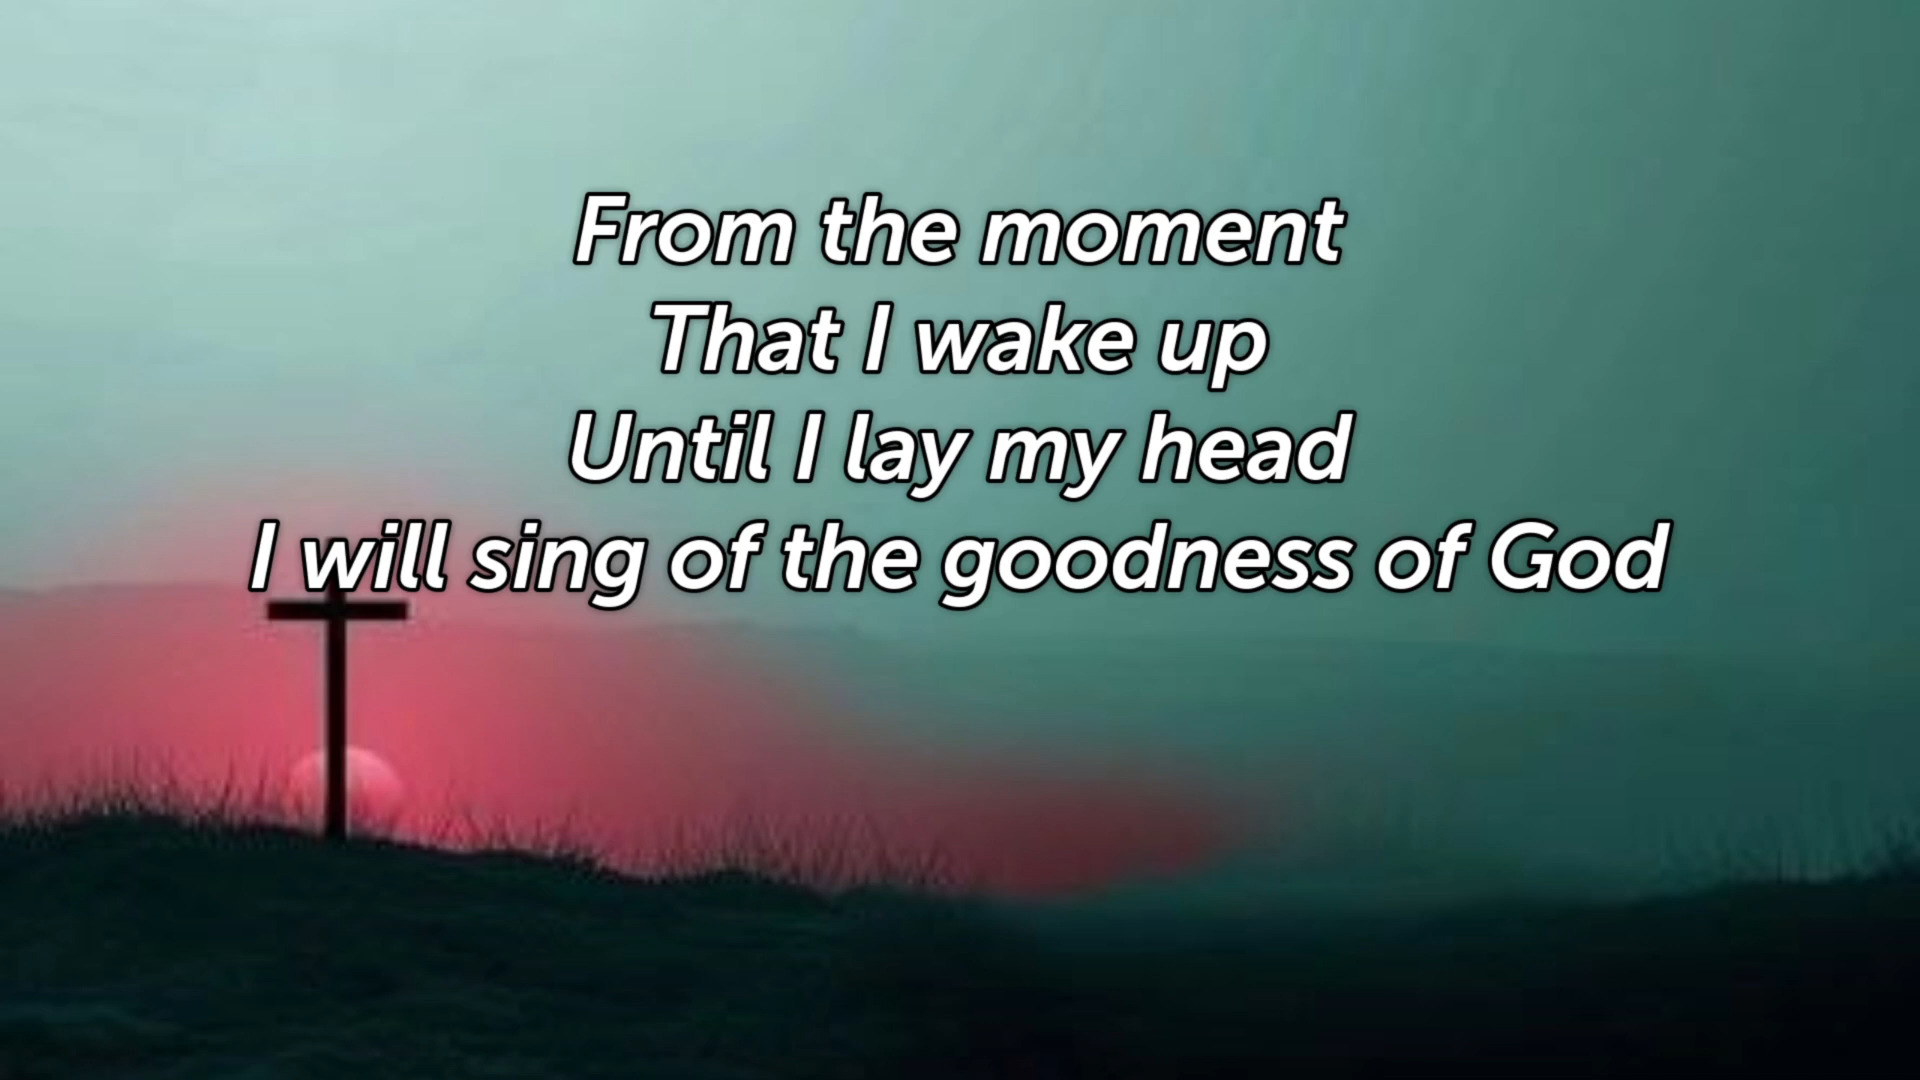 From the moment
That I wake up
Until I lay my head
I will sing of the goodness of God